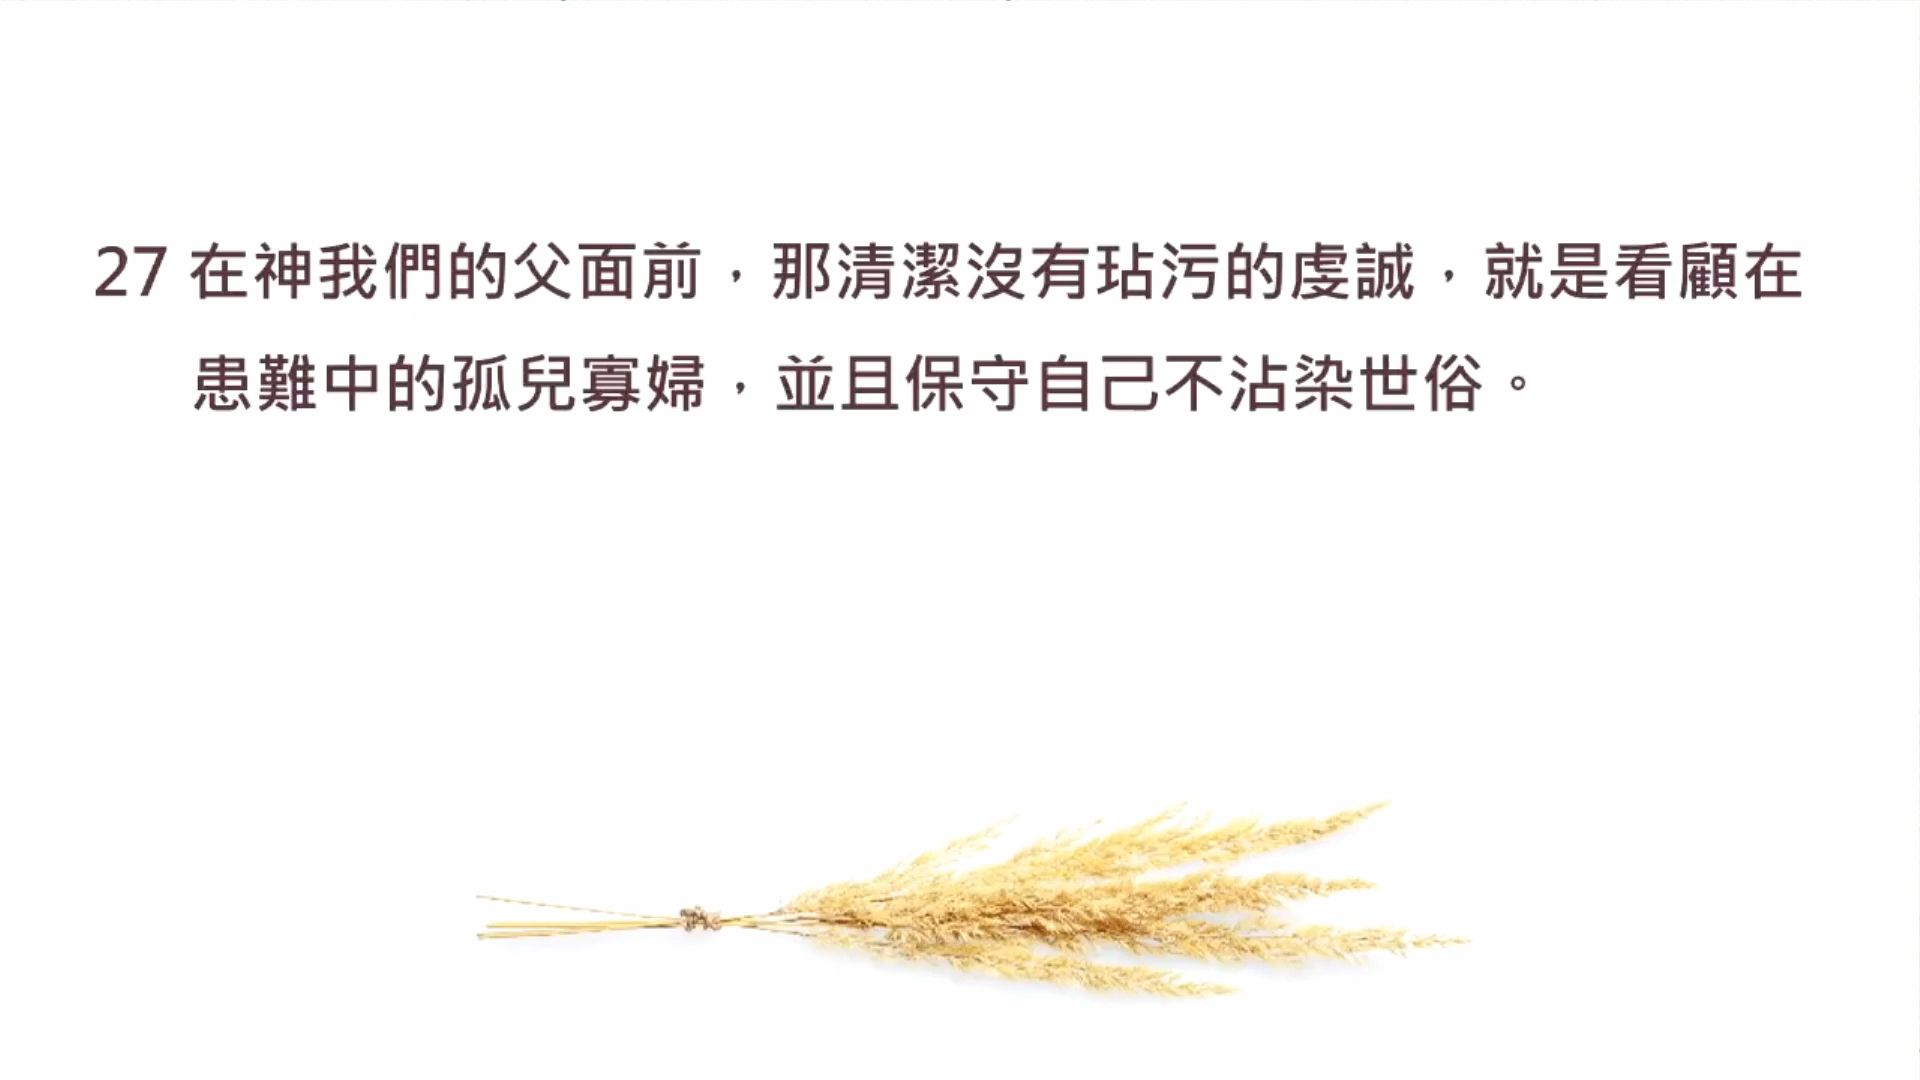 27 在神我們的父面前，那清潔沒有玷污的虔誠，就是看顧在
患難中的孤兒寡婦，並且保守自己不沾染世俗。